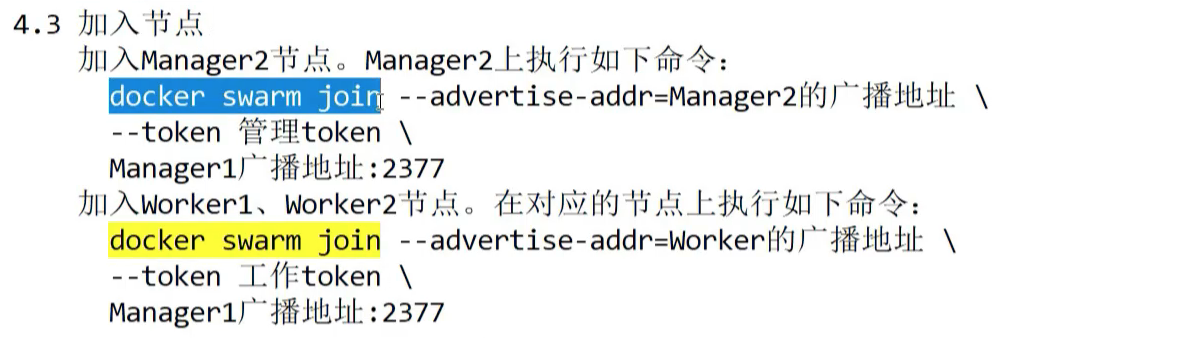 4.3 加入节点
加入Manager2节点。Manager2上执行如下命令:
docker swarm join --advertise-addr=Manager2的广播地址 \
--token 管理token \
Manager1广播地址:2377
加入Worker1、Worker2节点。在对应的节点上执行如下命令:
docker swarm join --advertise-addr=Worker的广播地址 \
--token 工作token \
Manager1广播地址:2377